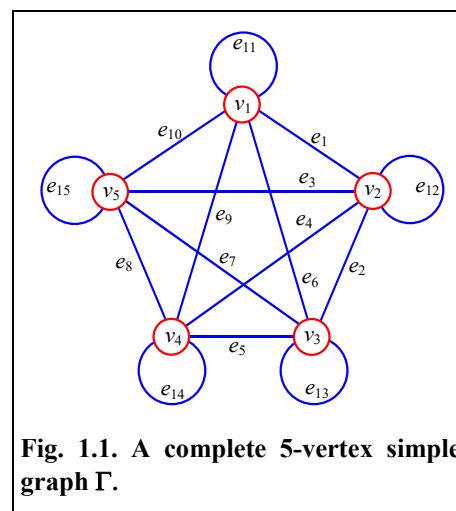 e11
v1
e10
e1
e3
v5
v2
e15
e12
e9
e4
e8
e7
e6
e2
v4
v3
e5
e14
e13
Fig. 1.1. A complete 5-vertex simple
graph Γ.